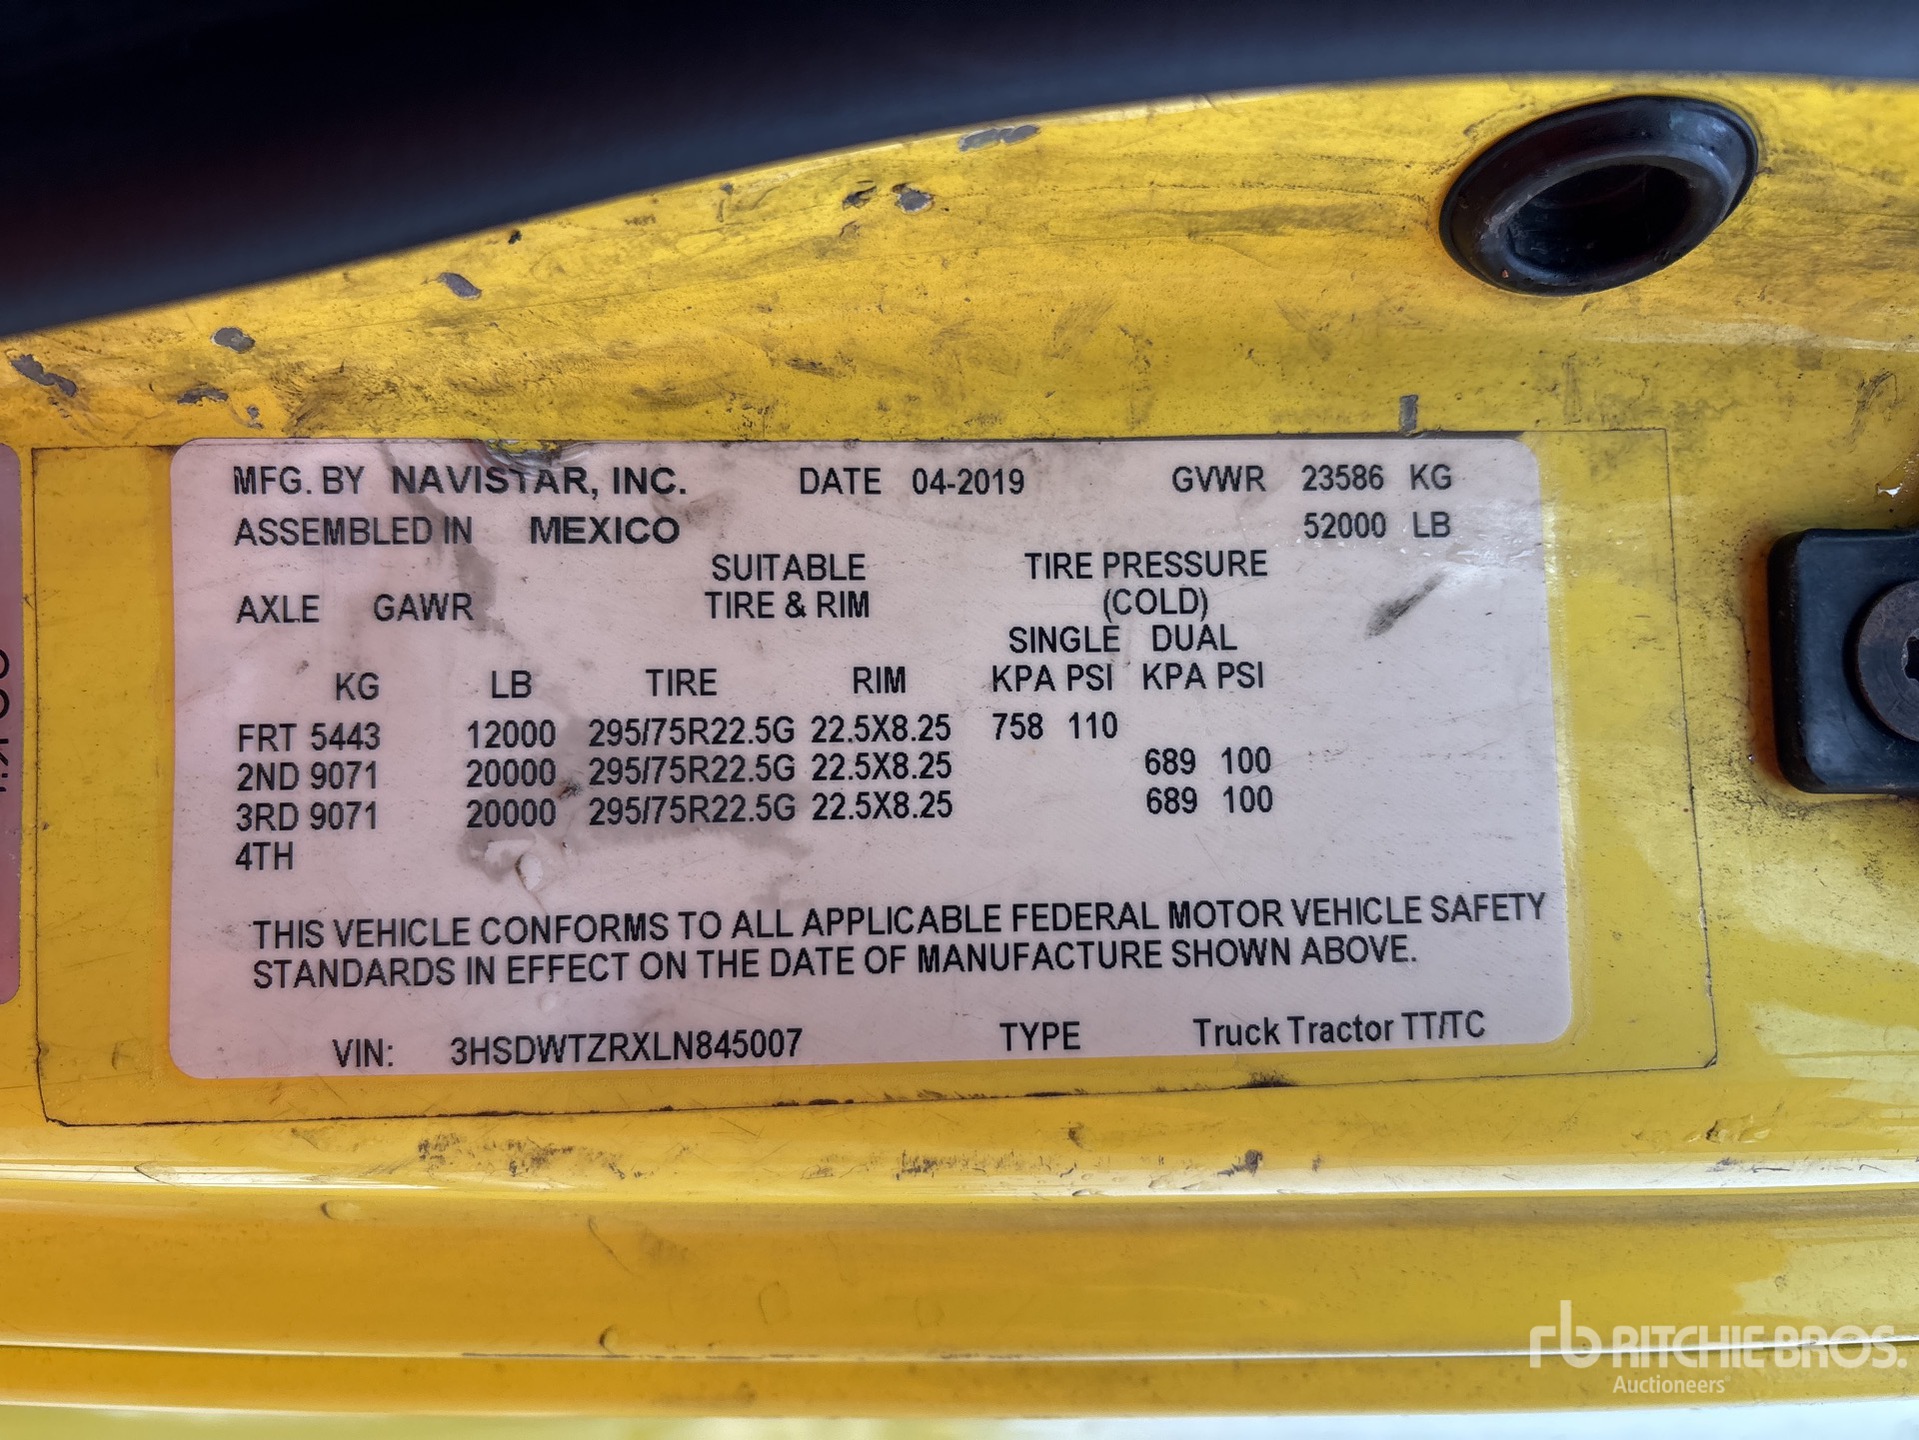 MFG. BY NAVISTAR, INC. DATE 04-2019 GVWR 23586 KG
ASSEMBLED IN MEXICO 52000 LB
SUITABLE TIRE PRESSURE
AXLE GAWR TIRE & RIM (COLD)
SINGLE DUAL
KG LB TIRE RIM KPA PSI KPA PSI
FRT 5443 12000 295/75R22.5G 22.5X8.25 758 110
2ND 9071 20000 295/75R22.5G 22.5X8.25 689 100
3RD 9071 20000 295/75R22.5G 22.5X8.25 689 100
4TH
THIS VEHICLE CONFORMS TO ALL APPLICABLE FEDERAL MOTOR VEHICLE SAFETY
STANDARDS IN EFFECT ON THE DATE OF MANUFACTURE SHOWN ABOVE.
VIN: 3HSDWTZRXLN845007 TYPE Truck Tractor TT/TC
rb RITCHIE BROS.
Auctioneers